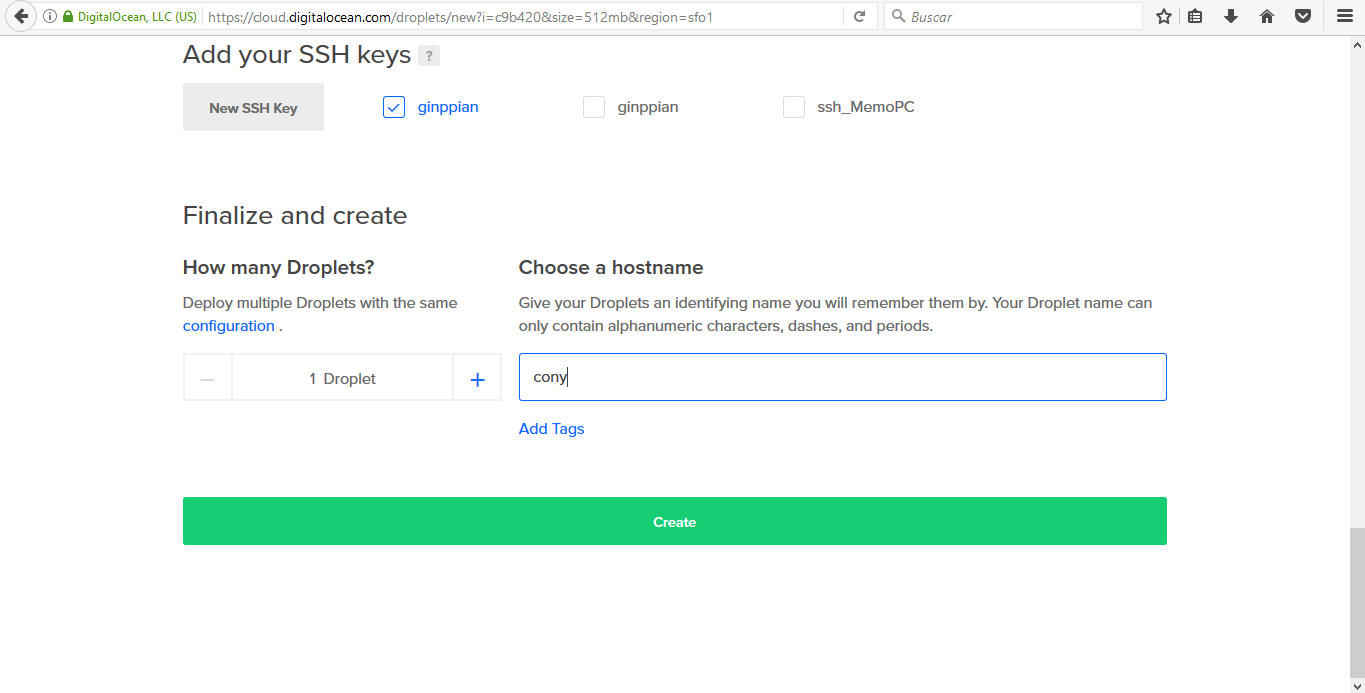 DigitalOcean, LLC (US) https://cloud.digitalocean.com/droplets/new?i=c9b420&size=512mb&region=sfo1 Buscar
Add your SSH keys ?
New SSH Key ginppian ginppian ssh_MemoPC
Finalize and create
How many Droplets?
Deploy multiple Droplets with the same
configuration .
1 Droplet
Choose a hostname
Give your Droplets an identifying name you will remember them by. Your Droplet name can
only contain alphanumeric characters, dashes, and periods.
cony
Add Tags
Create